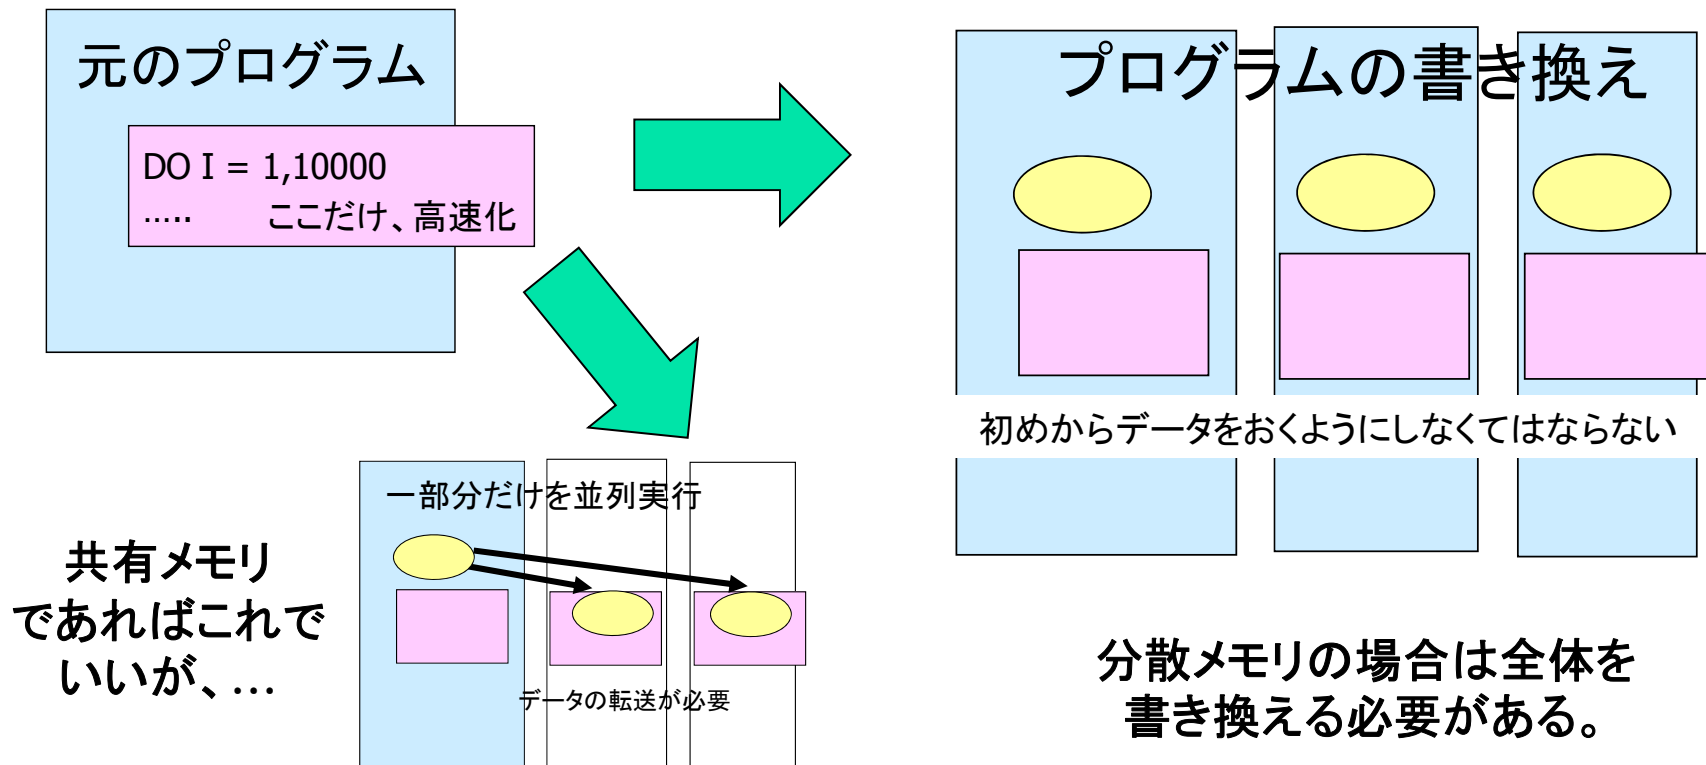 元のプログラム
DO I = 1,10000
..... ここだけ、高速化
プログラムの書き換え
初めからデータをおくようにしなくてはならない
一部分だけを並列実行
データの転送が必要
共有メモリ
であればこれで
いいが、...
分散メモリの場合は全体を
書き換える必要がある。